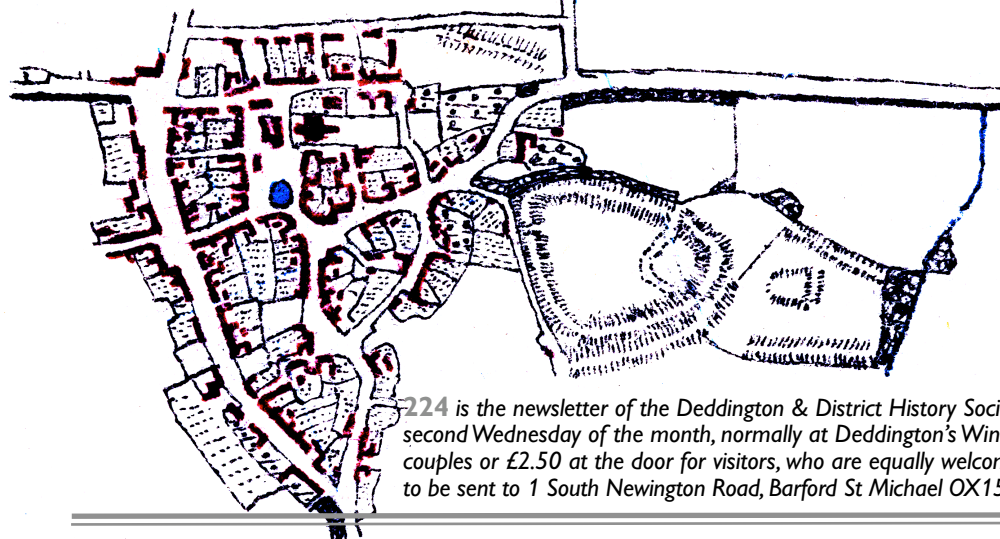 224 is the newsletter of the Deddington & District History Soci
second Wednesday of the month, normally at Deddington's Win
couples or £2.50 at the door for visitors, who are equally welcom
to be sent to 1 South Newington Road, Barford St Michael OX15